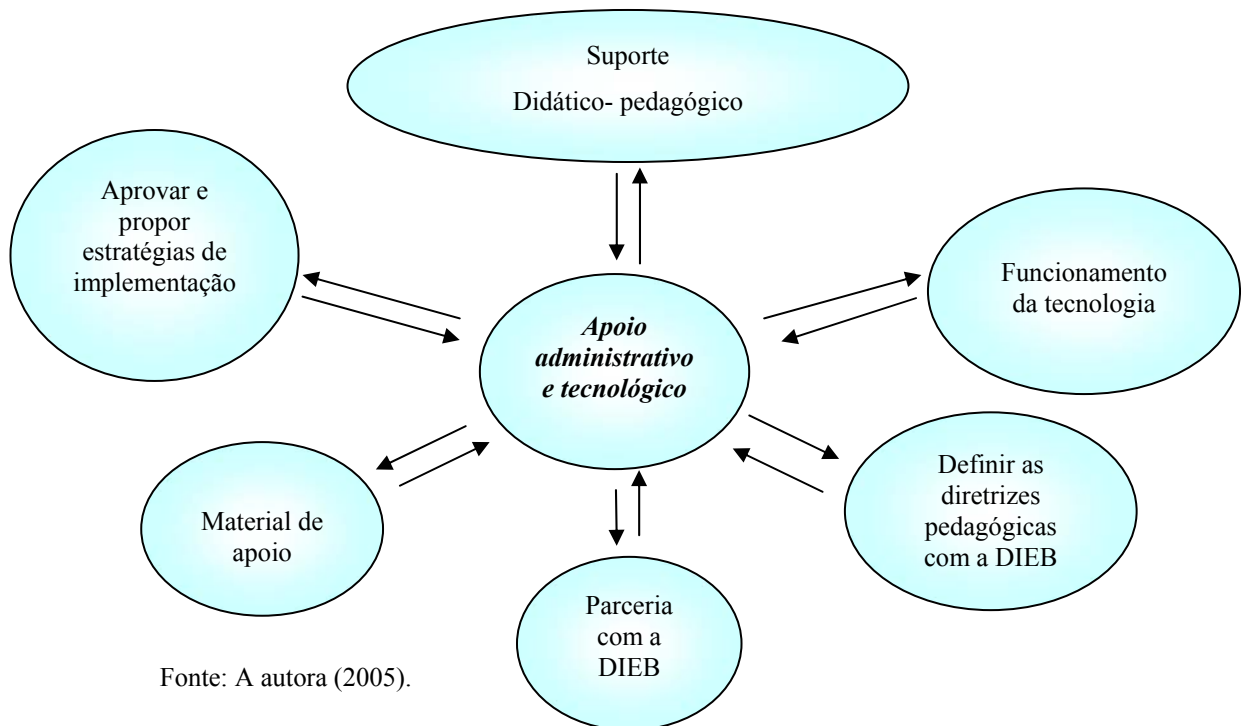 Suporte
Didático- pedagógico
Aprovar e
propor
estratégias de
implementação
Funcionamento
da tecnologia
Apoio
administrativo
e tecnológico
Definir as
diretrizes
pedagógicas
com a DIEB
Material de
apoio
Parceria
com a
DIEB
Fonte: A autora (2005).